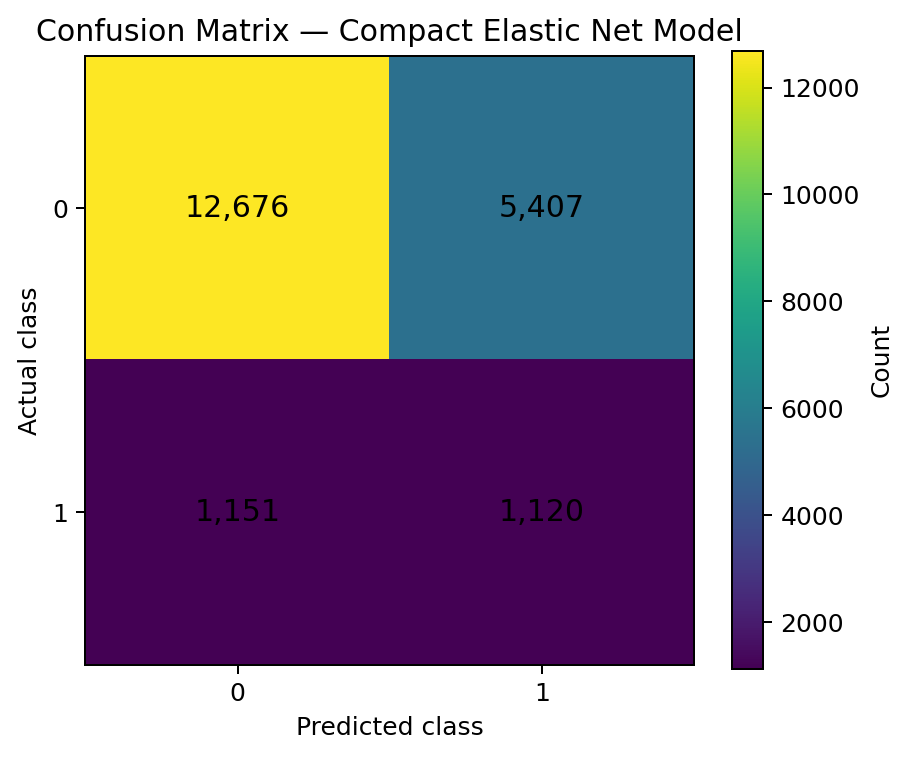 Confusion Matrix — Compact Elastic Net Model
12000
10000
8000
6000
4000
2000
Count
Actual class
0
12,676 5,407
1
1,151 1,120
0 1
Predicted class